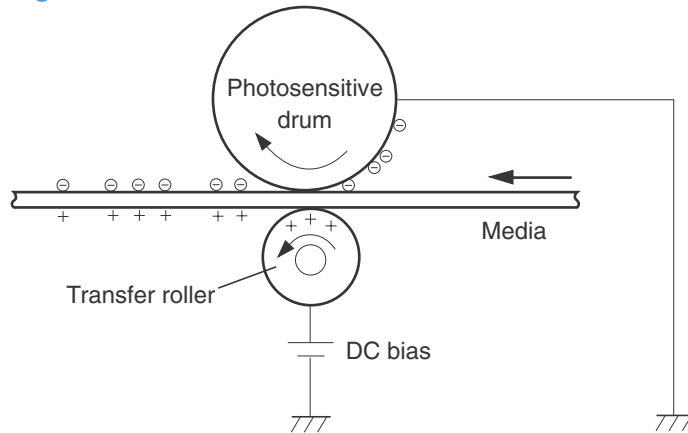 Photosensitive
drum
Media
Transfer roller
DC bias